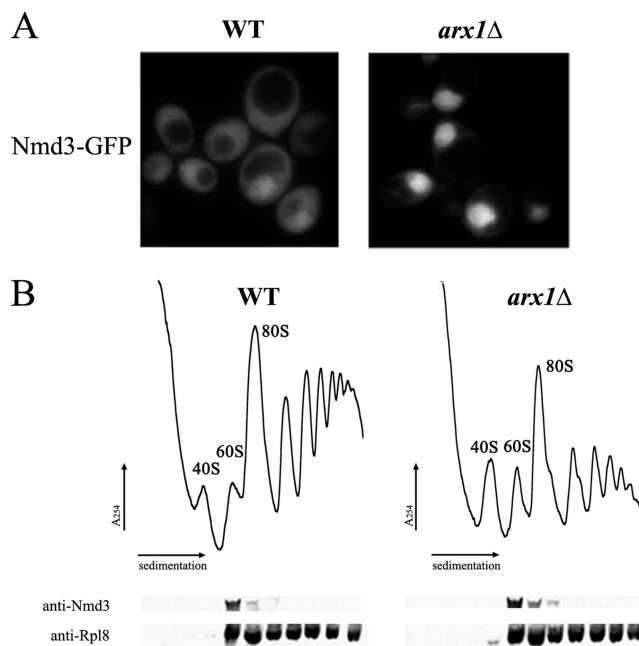 A
WT
arx1Δ
Nmd3-GFP
B
WT
arx1Δ
80S
60S
40S
A254
sedimentation
80S
40S
60S
A254
sedimentation
anti-Nmd3
anti-Rpl8